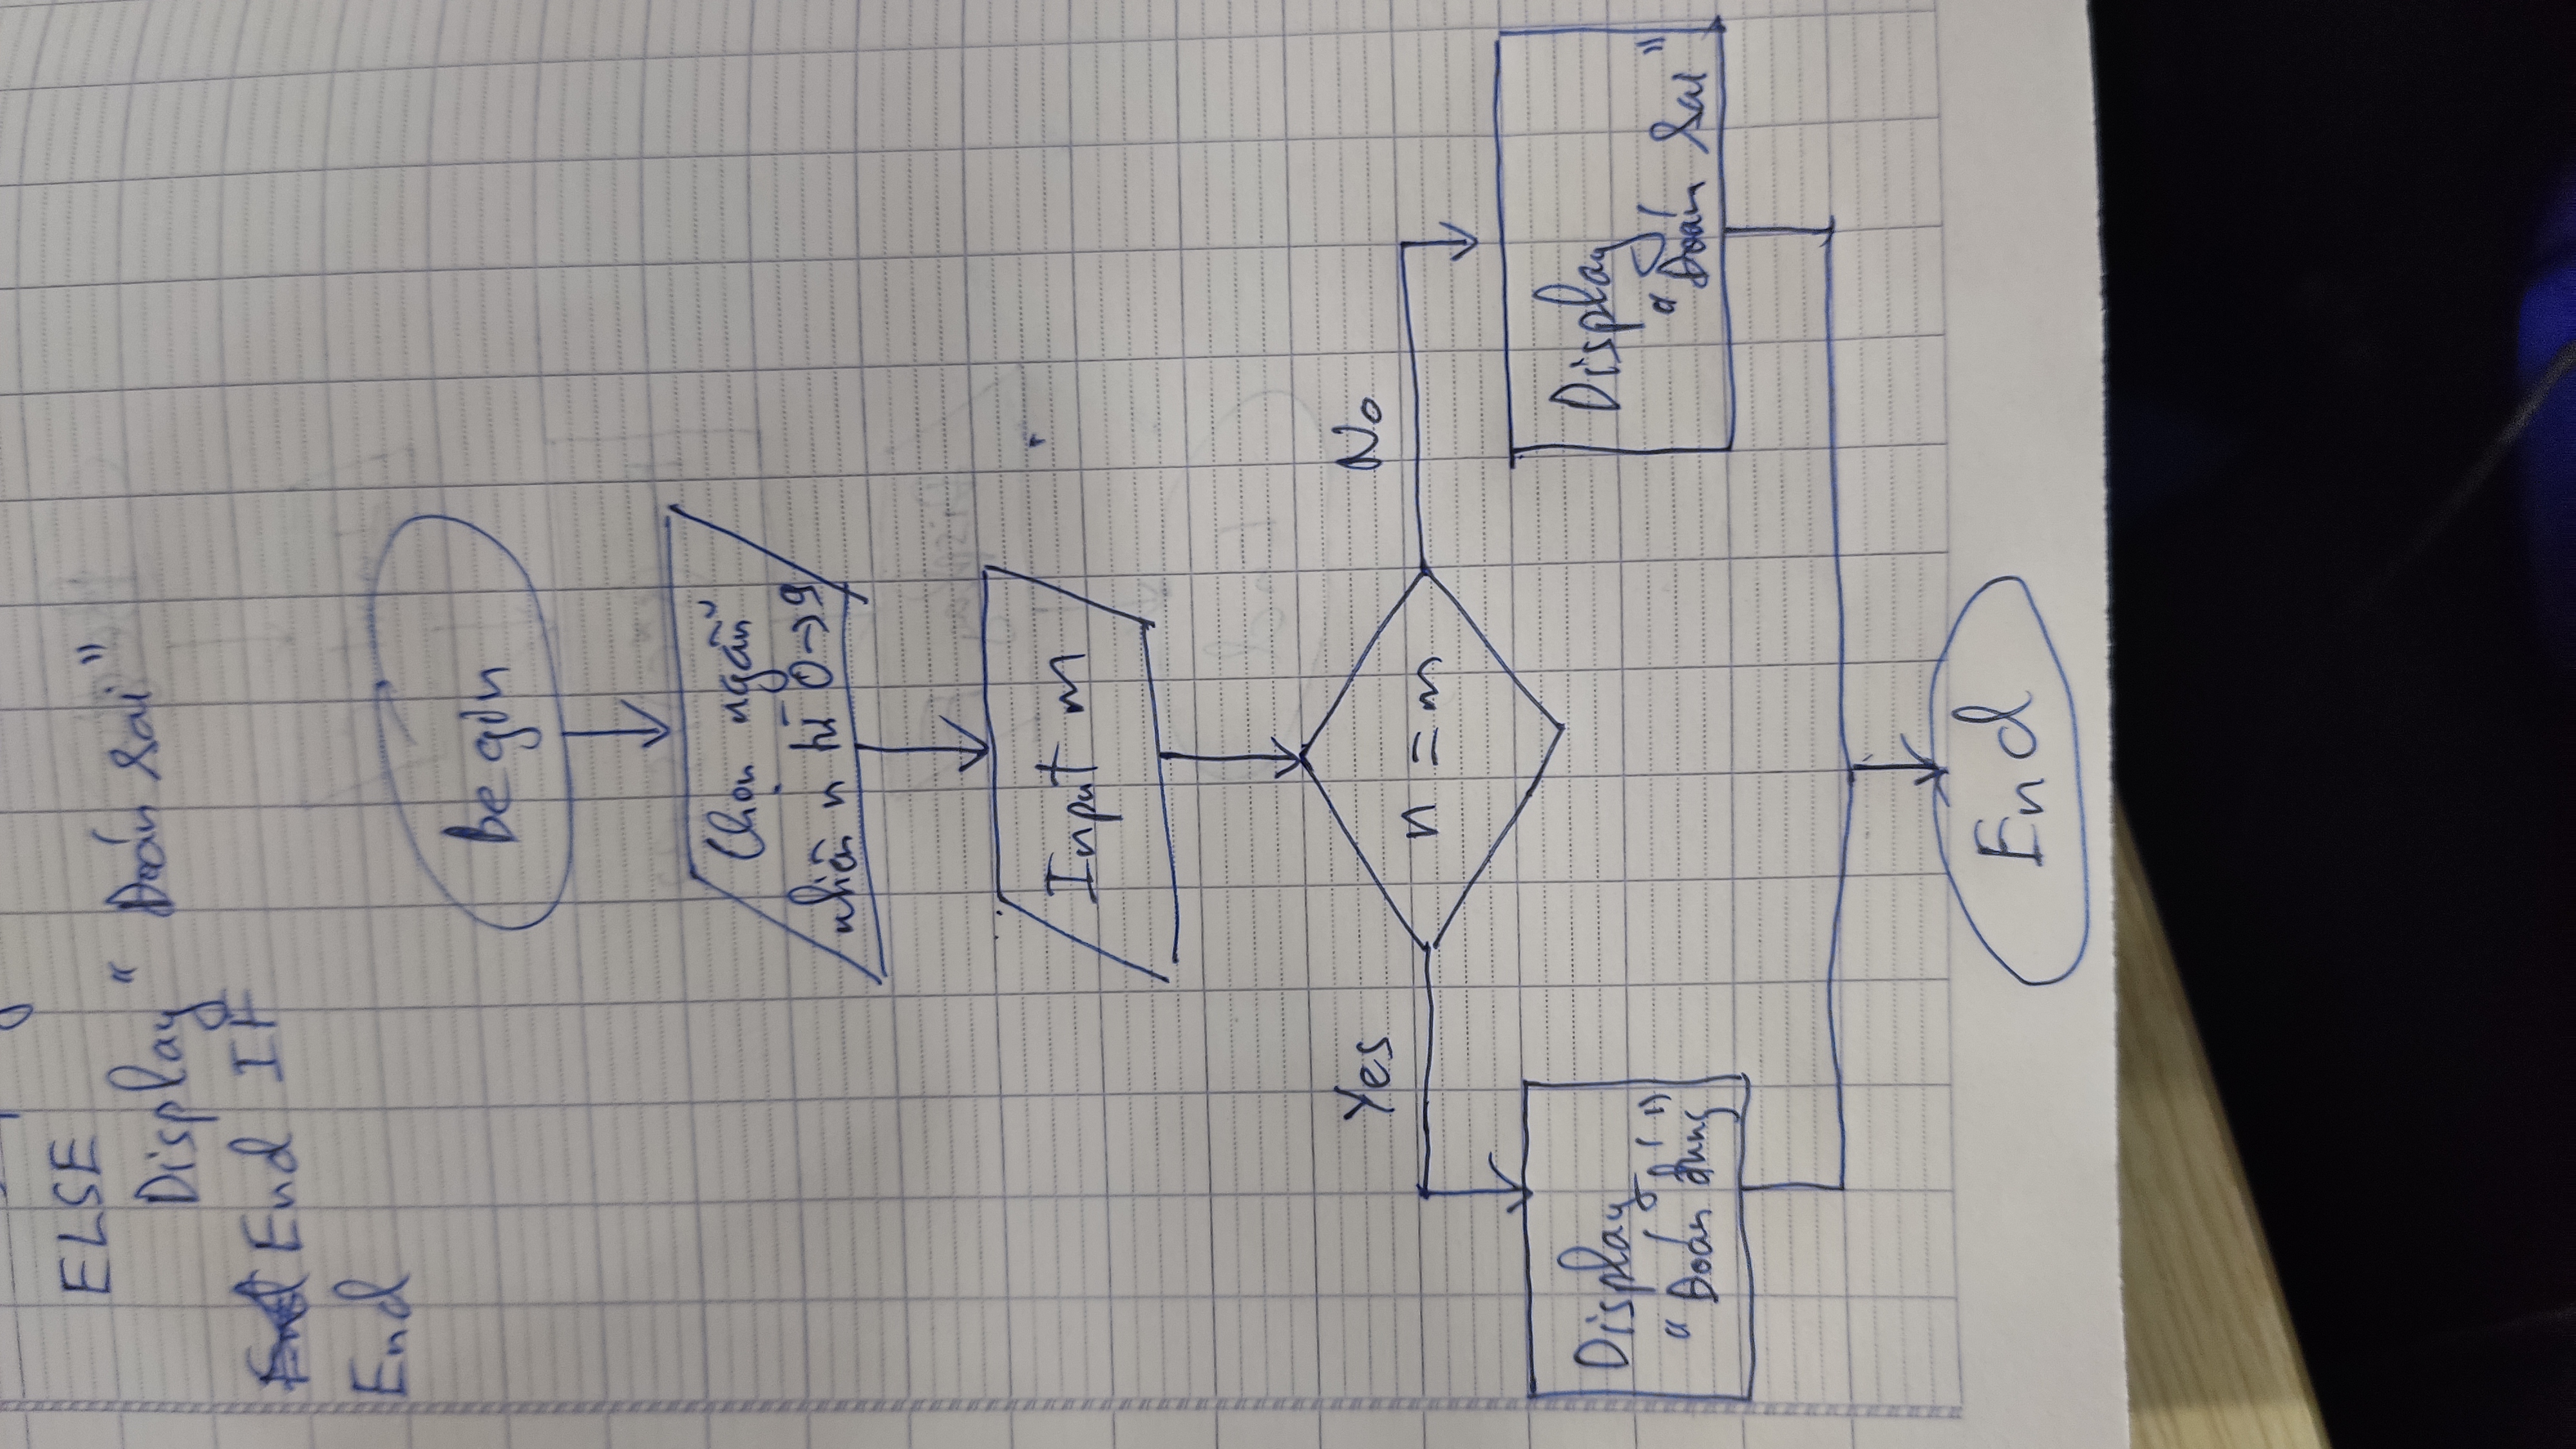 ELSE
Display " Đoán sai"
End IF
End
Begin
Chọn ngẫu
nhiên n từ 0→9
Input m
Yes
No
n = m
Display
"Đoán đúng"
Display
"Đoán sai"
End